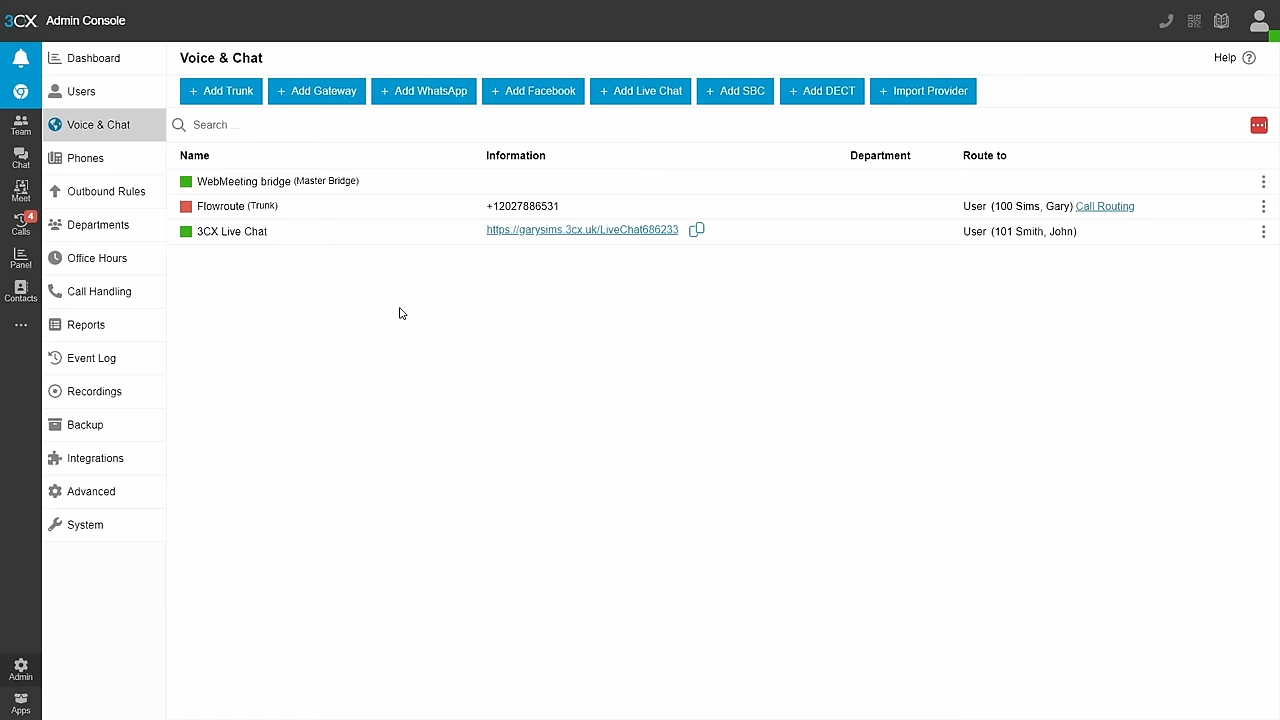 3CX Admin Console
Team
Chat
Meet
4
Calls
Panel
Contacts
Admin
Apps
Dashboard
Users
Voice & Chat
Phones
Outbound Rules
Departments
Office Hours
Call Handling
Reports
Event Log
Recordings
Backup
Integrations
Advanced
System
Voice & Chat
Help ?
+ Add Trunk + Add Gateway + Add WhatsApp + Add Facebook + Add Live Chat + Add SBC + Add DECT + Import Provider
Search ...
Name Information Department Route to
WebMeeting bridge (Master Bridge)
Flowroute (Trunk) +12027886531 User (100 Sims, Gary) Call Routing
3CX Live Chat https://garysims.3cx.uk/LiveChat686233 User (101 Smith, John)